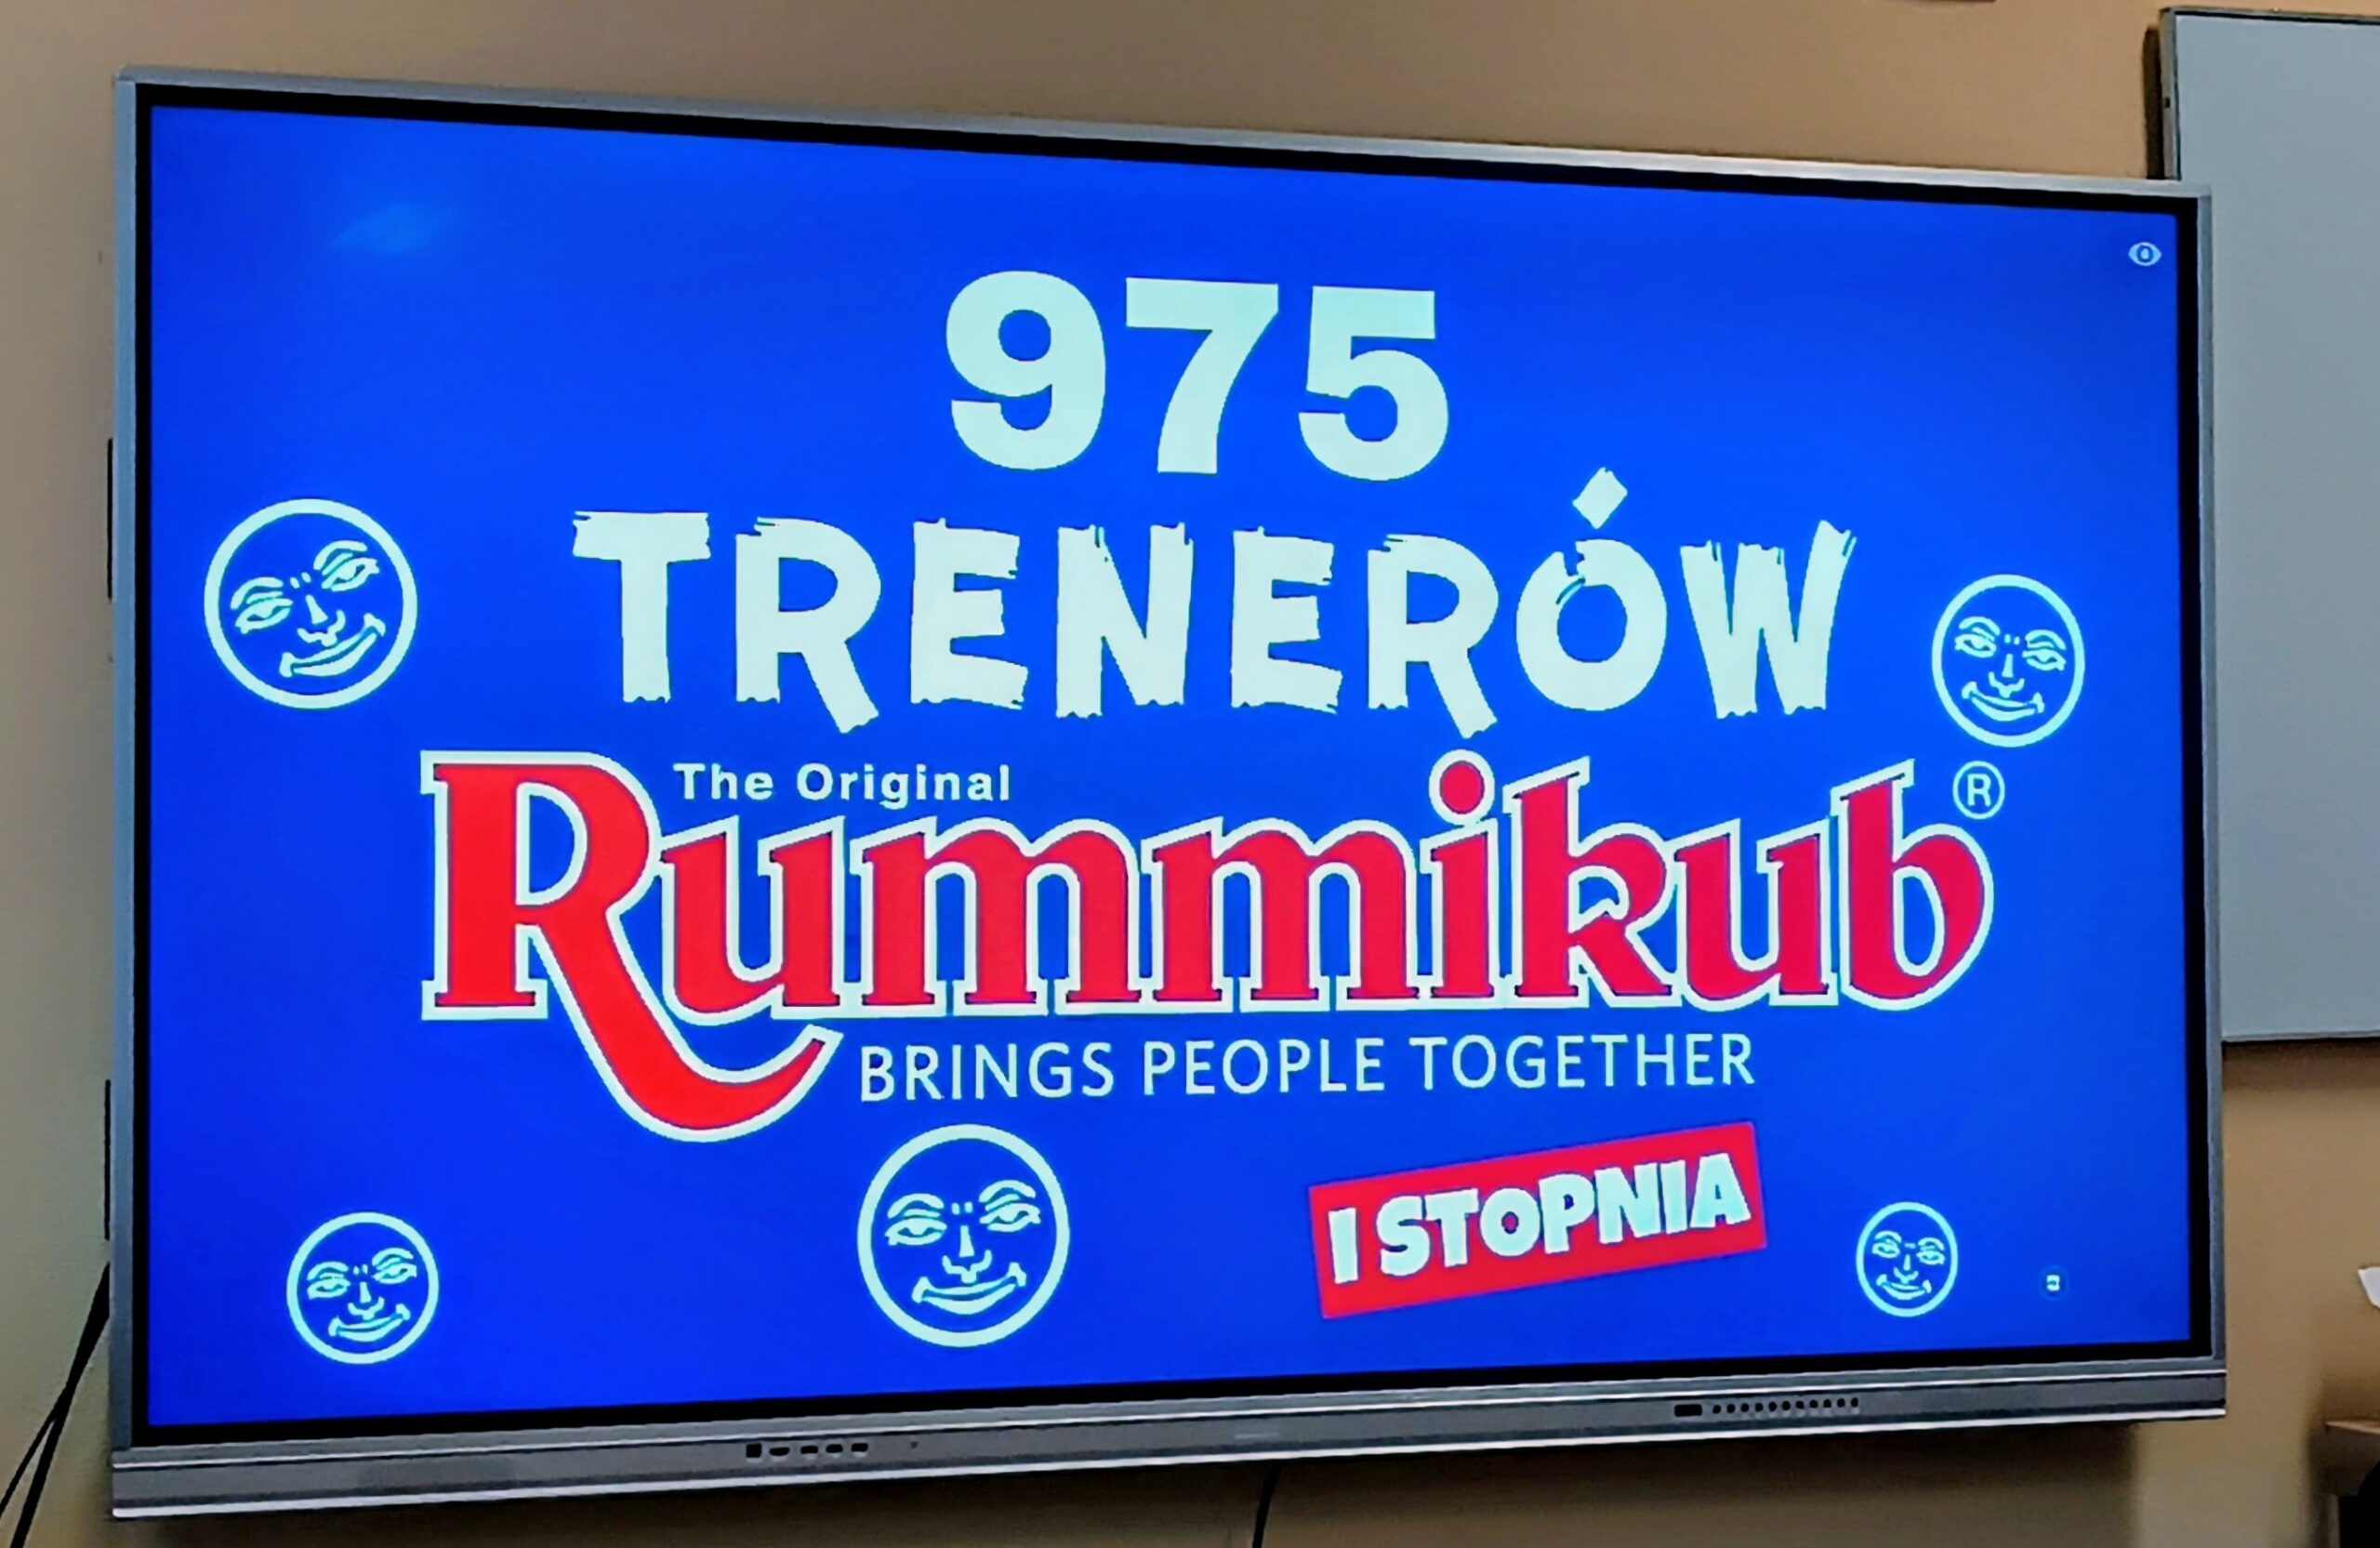 975
TRENERÓW
The Original
Rummikub®
BRINGS PEOPLE TOGETHER
I STOPNIA